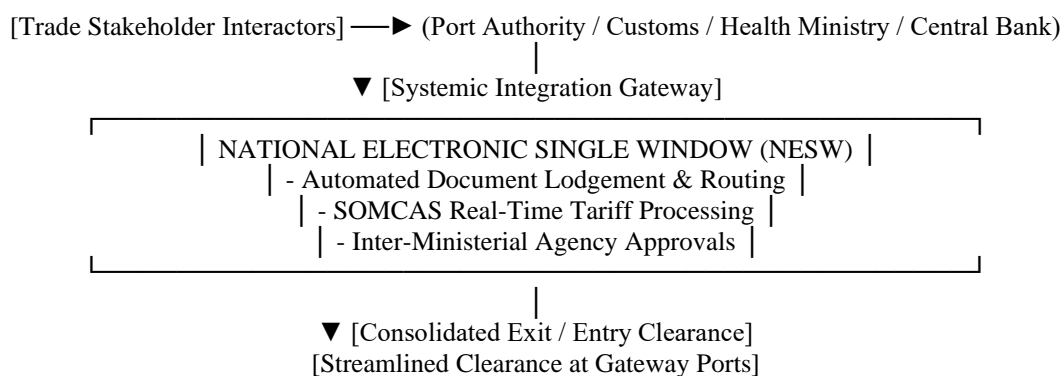 [Trade Stakeholder Interactors] ──► (Port Authority / Customs / Health Ministry / Central Bank)
│
▼ [Systemic Integration Gateway]
│ NATIONAL ELECTRONIC SINGLE WINDOW (NESW) │
│ - Automated Document Lodgement & Routing │
│ - SOMCAS Real-Time Tariff Processing │
│ - Inter-Ministerial Agency Approvals │
│
▼ [Consolidated Exit / Entry Clearance]
[Streamlined Clearance at Gateway Ports]